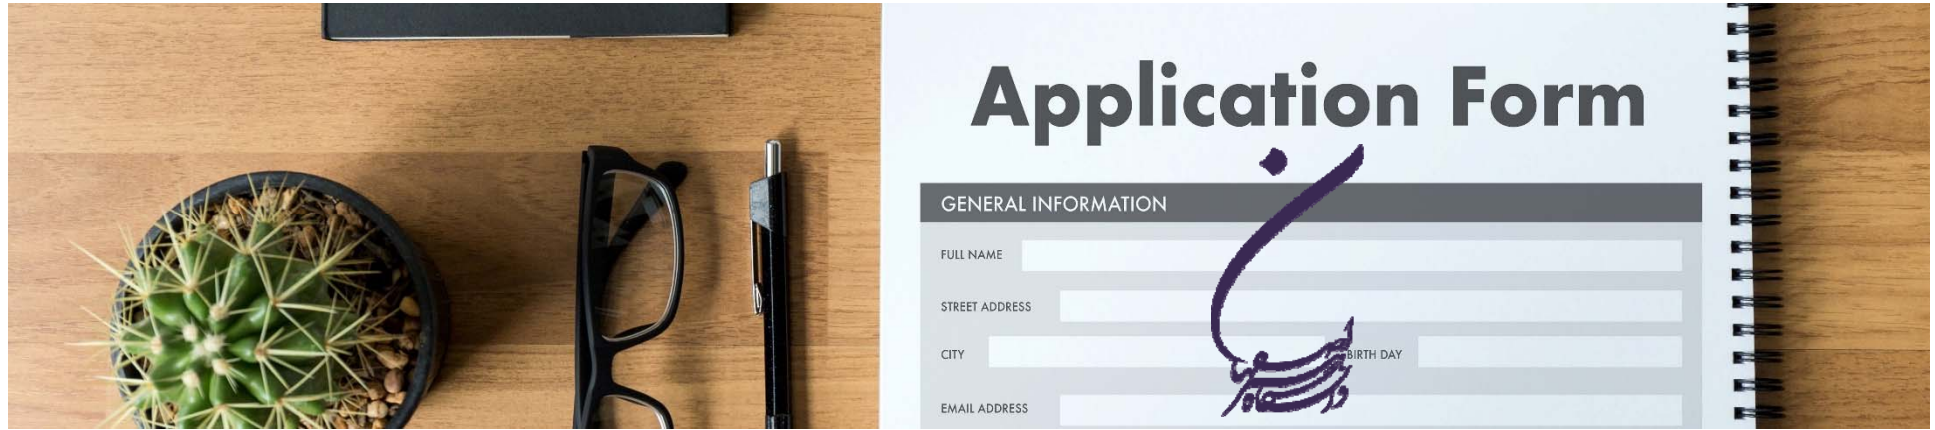 Application Form
GENERAL INFORMATION
FULL NAME
STREET ADDRESS
CITY BIRTH DAY
EMAIL ADDRESS